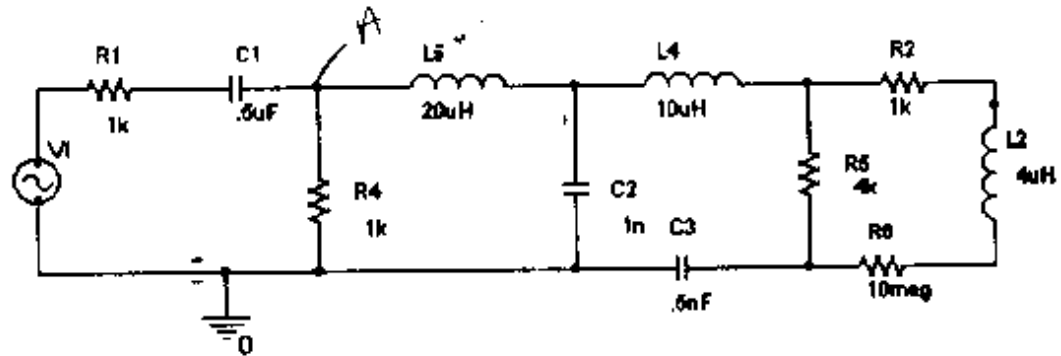 A
R1
1k
C1
.5uF
L5
20uH
L4
10uH
R2
1k
V1
R4
1k
C2
1n
C3
.5nF
R5
4k
L2
4uH
R6
10meg
0